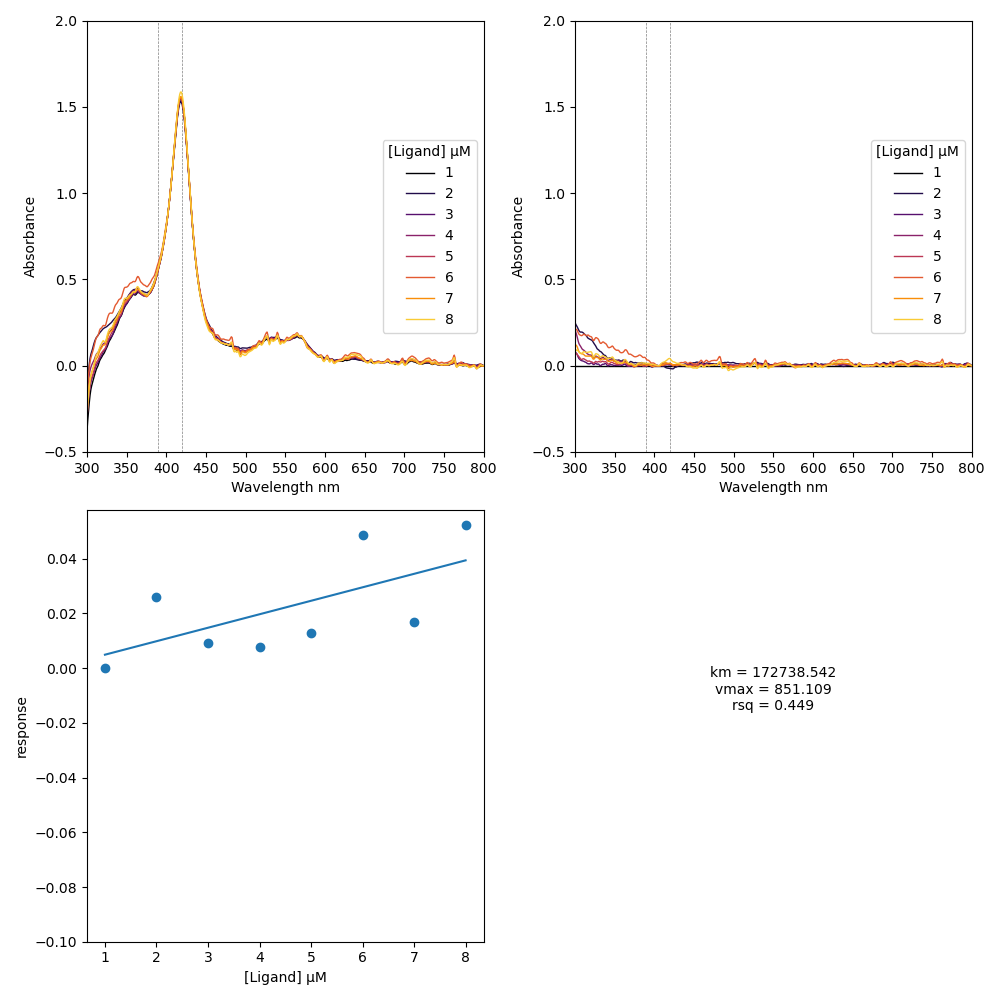 2.0
1.5
1.0
0.5
0.0
−0.5
Absorbance
300 350 400 450 500 550 600 650 700 750 800
Wavelength nm
[Ligand] μM
1
2
3
4
5
6
7
8
2.0
1.5
1.0
0.5
0.0
−0.5
Absorbance
300 350 400 450 500 550 600 650 700 750 800
Wavelength nm
[Ligand] μM
1
2
3
4
5
6
7
8
0.04
0.02
0.00
−0.02
−0.04
−0.06
−0.08
−0.10
response
1 2 3 4 5 6 7 8
[Ligand] μM
km = 172738.542
vmax = 851.109
rsq = 0.449